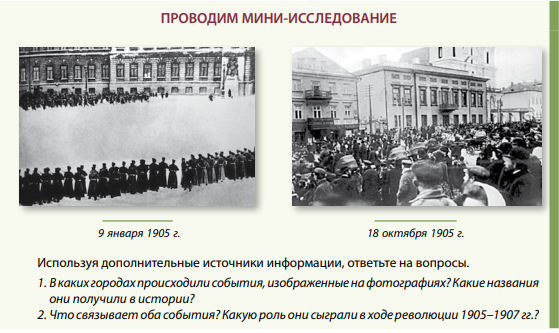 ПРОВОДИМ МИНИ-ИССЛЕДОВАНИЕ
9 января 1905 г.
18 октября 1905 г.
Используя дополнительные источники информации, ответьте на вопросы.
1. В каких городах происходили события, изображенные на фотографиях? Какие названия
они получили в истории?
2. Что связывает оба события? Какую роль они сыграли в ходе революции 1905–1907 гг.?